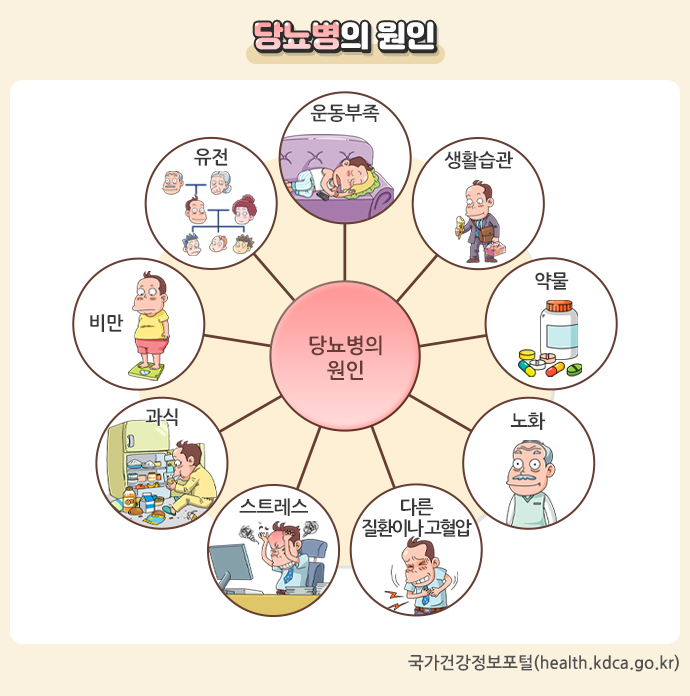 당뇨병의 원인
운동부족
생활습관
약물
노화
다른
질환이나 고혈압
스트레스
과식
비만
유전
당뇨병의
원인
국가건강정보포털(health.kdca.go.kr)